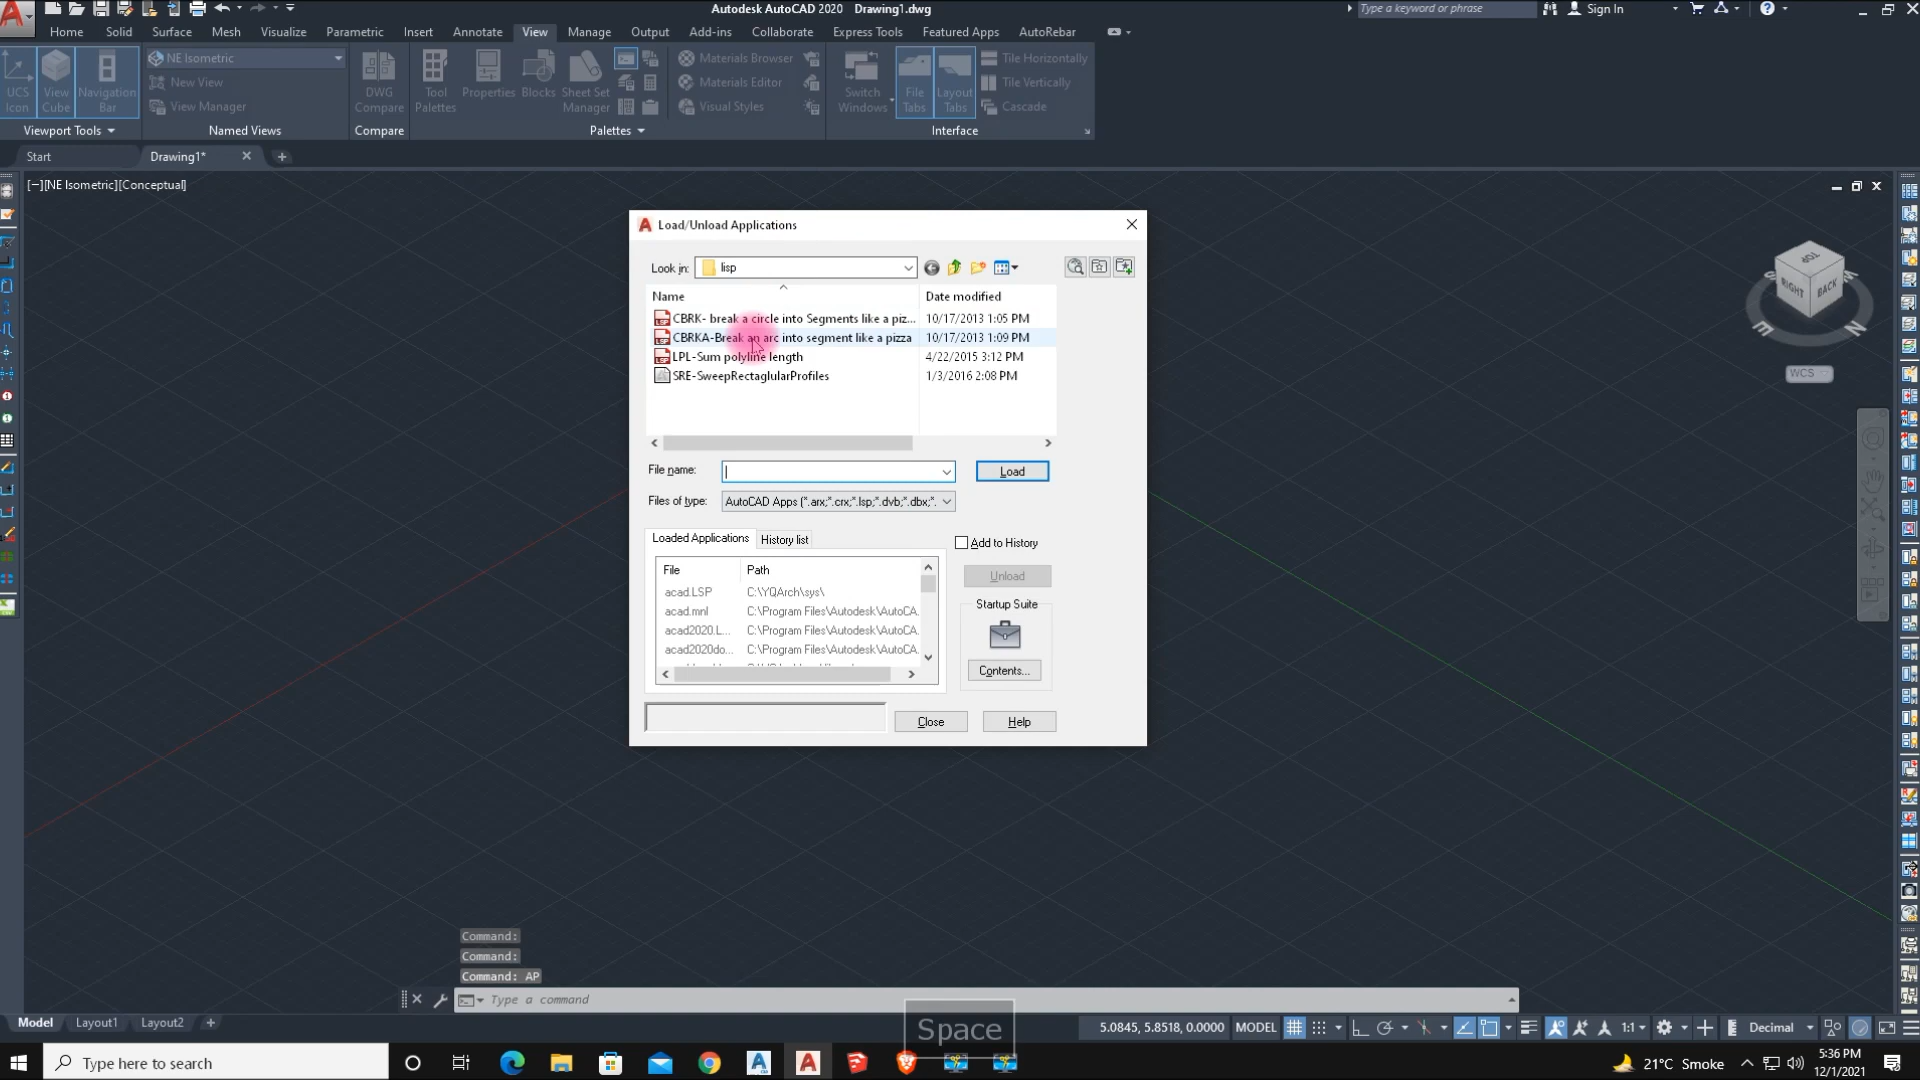 Autodesk AutoCAD 2020 Drawing1.dwg
Type a keyword or phrase
Sign In
Home Solid Surface Mesh Visualize Parametric Insert Annotate View Manage Output Add-ins Collaborate Express Tools Featured Apps AutoRebar
UCS Icon
View Cube
Navigation Bar
NE Isometric
New View
View Manager
DWG Compare
Tool Palettes
Properties
Blocks
Sheet Set Manager
Materials Browser
Materials Editor
Visual Styles
Switch Windows
File Tabs
Layout Tabs
Tile Horizontally
Tile Vertically
Cascade
Viewport Tools Named Views Compare Palettes Interface
Start Drawing1*
[−][NE Isometric][Conceptual]
TOP
RIGHT
BACK
WCS
Load/Unload Applications
Look in: lisp
Name Date modified
CBRK- break a circle into Segments like a piz... 10/17/2013 1:05 PM
CBRKA-Break an arc into segment like a pizza 10/17/2013 1:09 PM
LPL-Sum polyline length 4/22/2015 3:12 PM
SRE-SweepRectaglularProfiles 1/3/2016 2:08 PM
File name: Load
Files of type: AutoCAD Apps (*.arx;*.crx;*.lsp;*.dvb;*.dbx;*.
Loaded Applications History list
Add to History
File Path
acad.LSP C:\YQArch\sys\
acad.mnl C:\Program Files\Autodesk\AutoCA.
acad2020.L... C:\Program Files\Autodesk\AutoCA.
acad2020do... C:\Program Files\Autodesk\AutoCA.
Unload
Startup Suite
Contents...
Close Help
Command:
Command:
Command: AP
Type a command
Space
Model Layout1 Layout2
5.0845, 5.8518, 0.0000 MODEL 1:1 Decimal
Type here to search
21°C Smoke
5:36 PM
12/1/2021